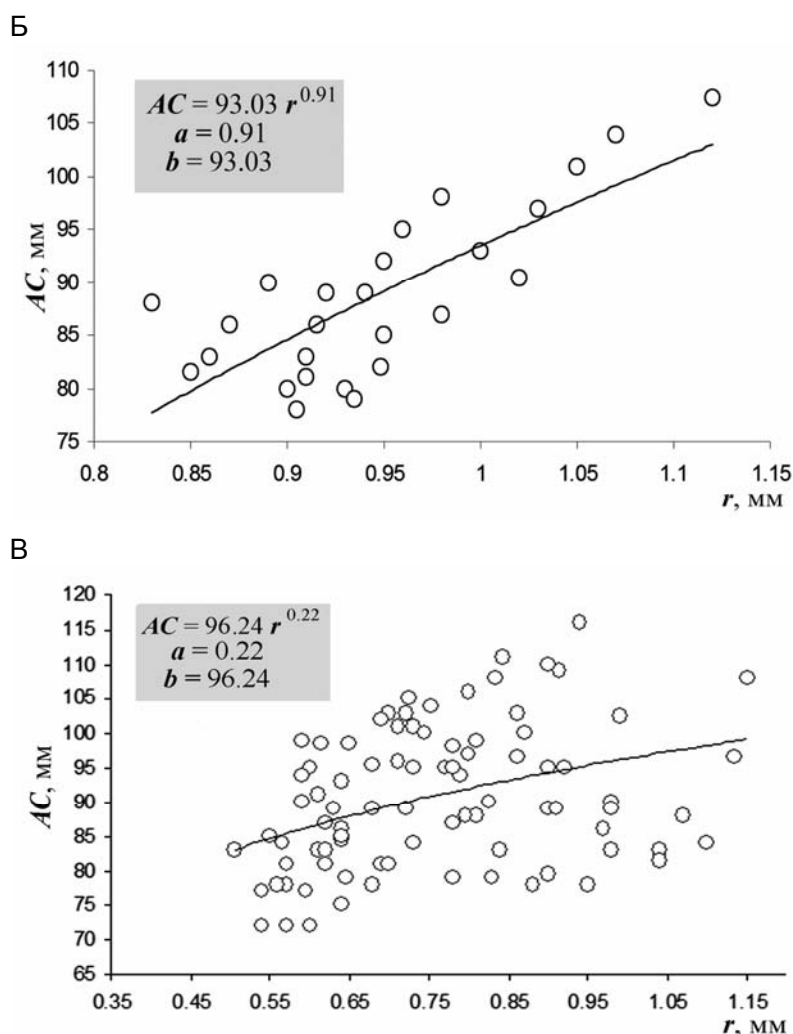 Б
110
105
100
95
90
85
80
75
AC, мм
AC = 93.03 r^0.91
a = 0.91
b = 93.03
0.8 0.85 0.9 0.95 1 1.05 1.1 1.15
r, мм
В
120
115
110
105
100
95
90
85
80
75
70
65
AC, мм
AC = 96.24 r^0.22
a = 0.22
b = 96.24
0.35 0.45 0.55 0.65 0.75 0.85 0.95 1.05 1.15
r, мм